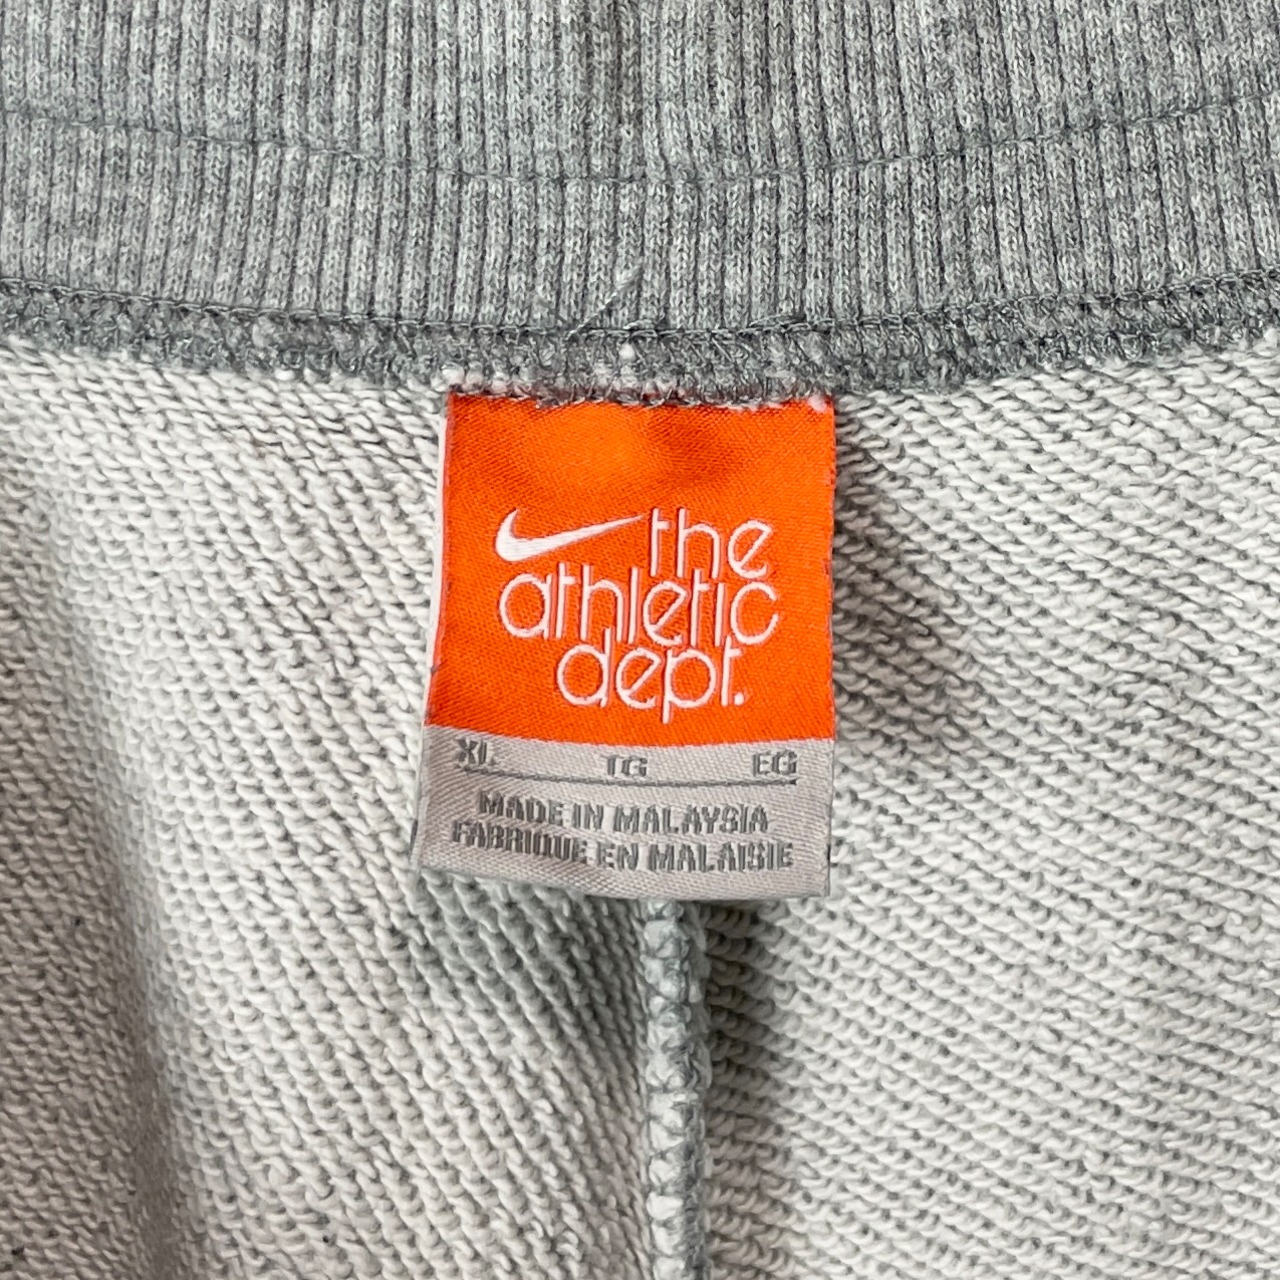 the
athletic
dept.
XL TG EG
MADE IN MALAYSIA
FABRIQUE EN MALAISIE